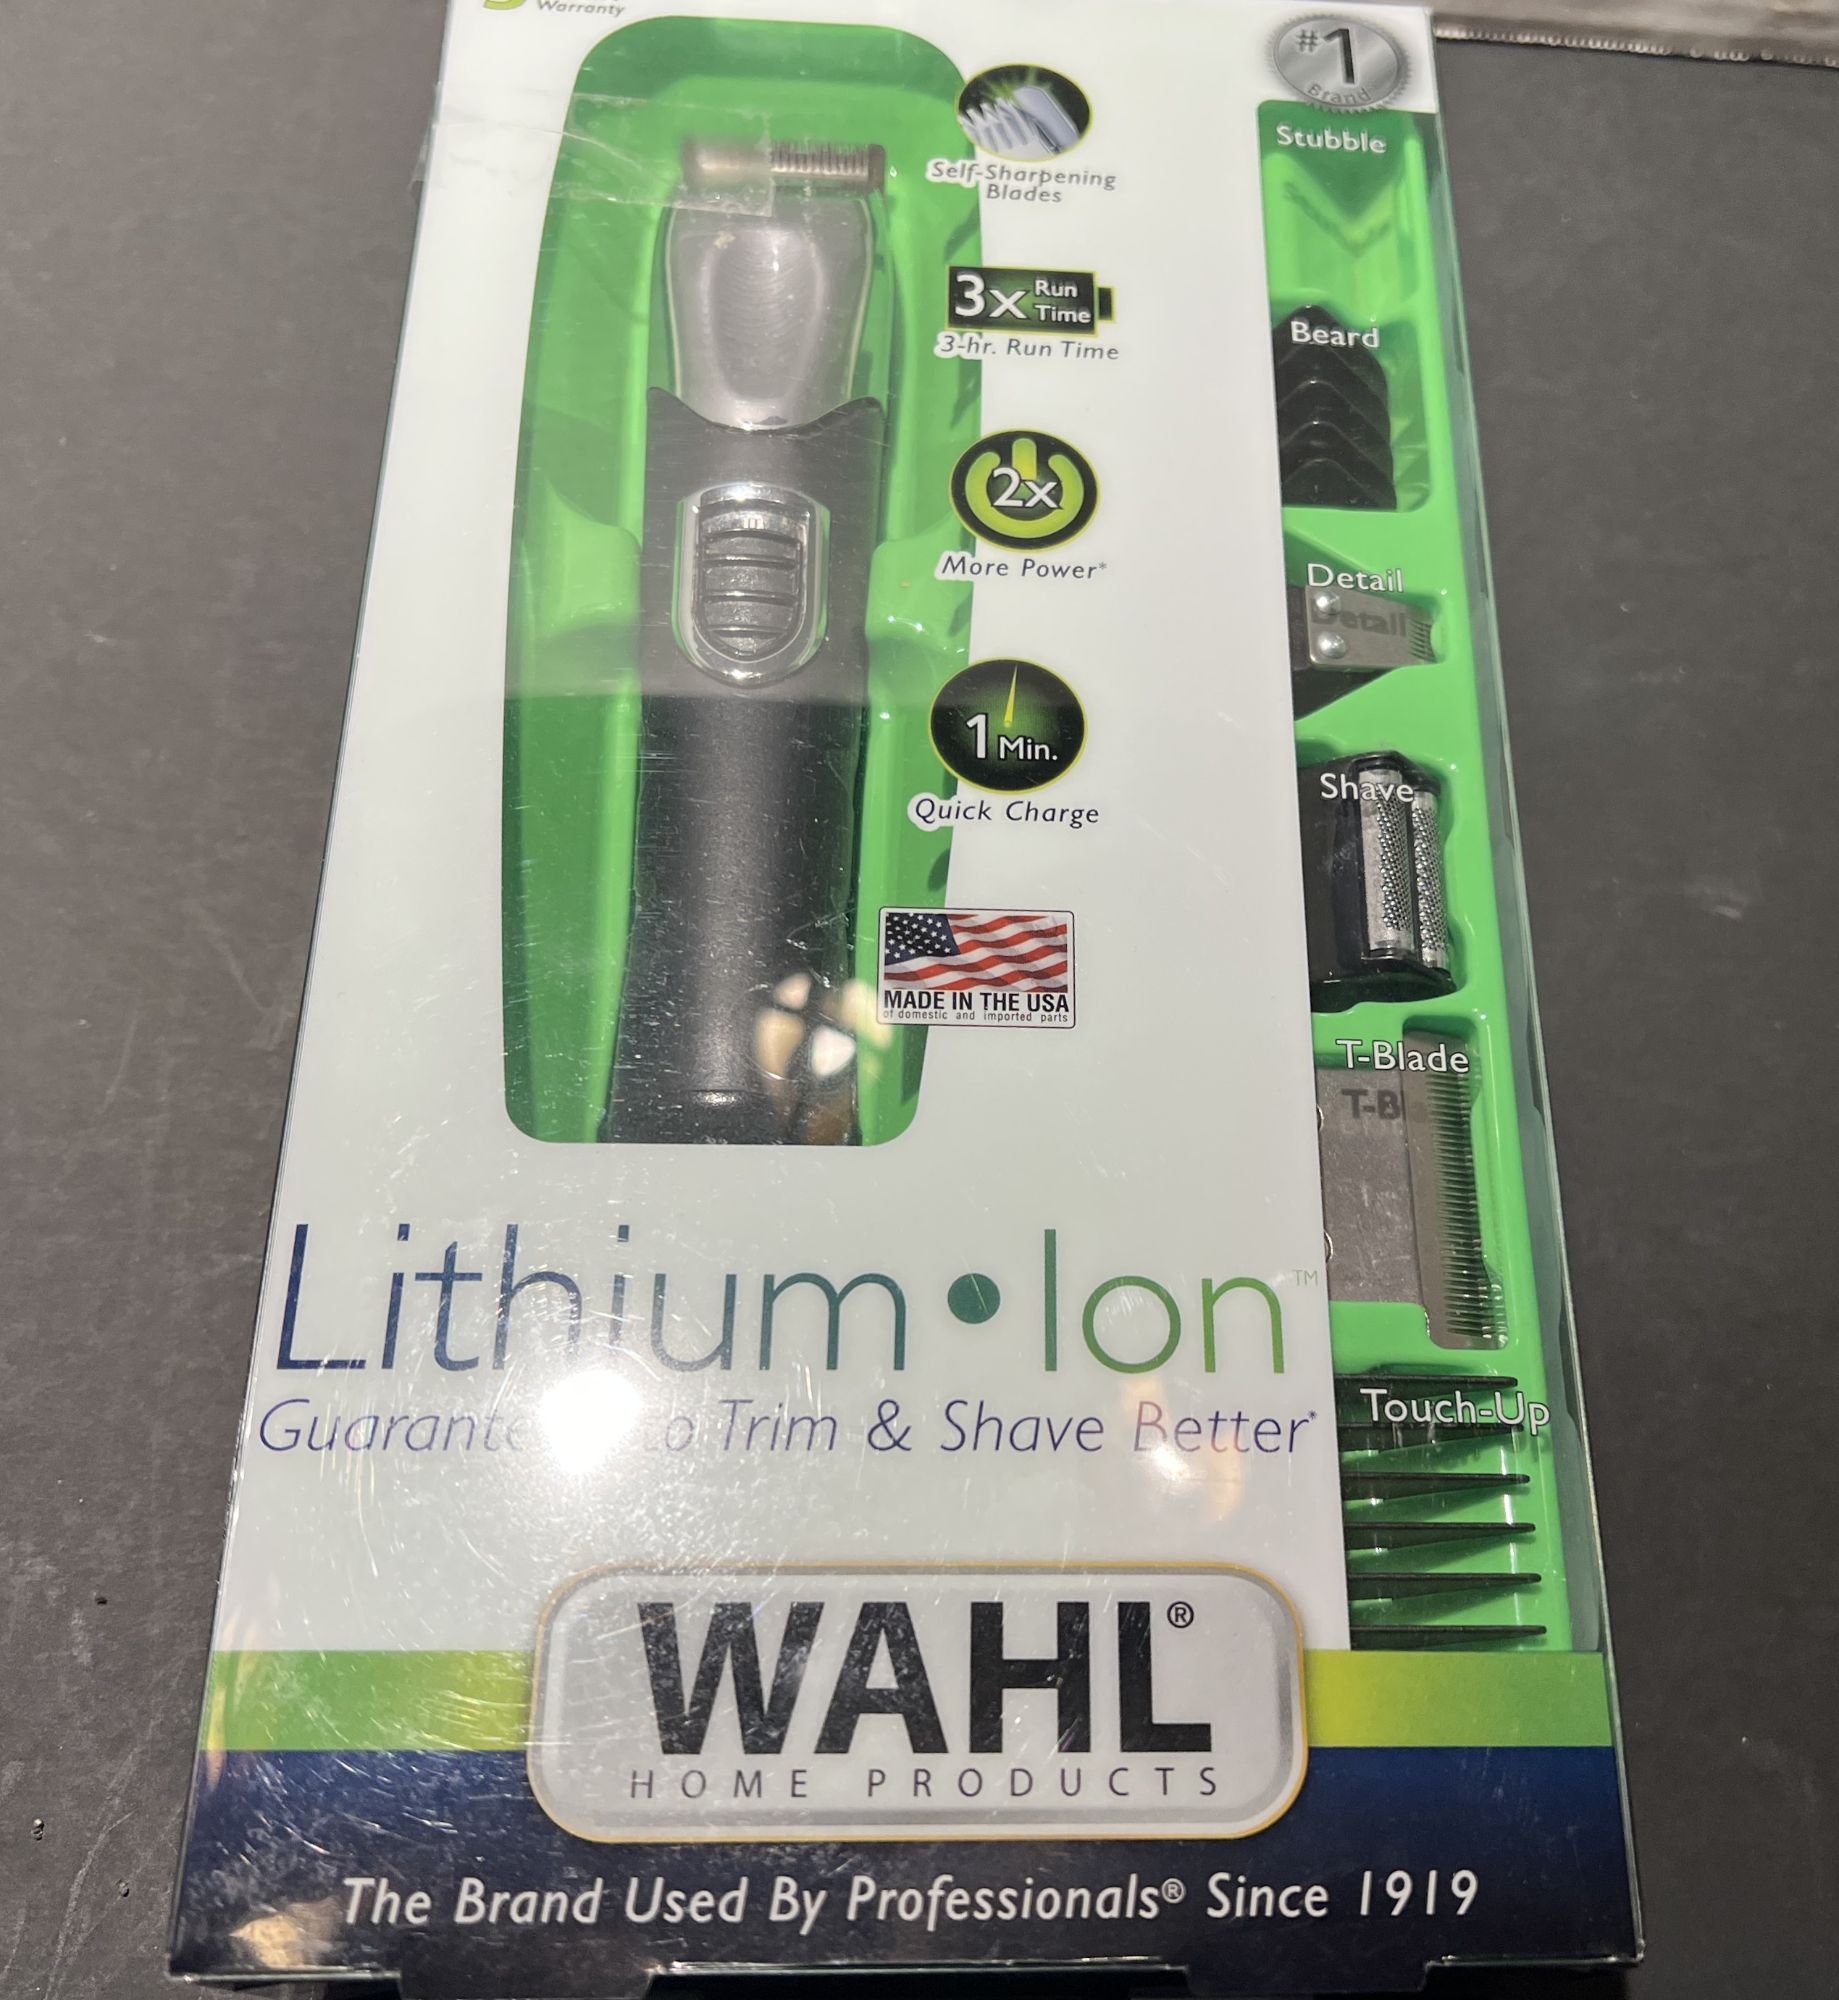 Warranty
#1
Brand
Stubble
Self-Sharpening
Blades
3x Run
Time
3-hr. Run Time
Beard
2x
More Power*
Detail
Detail
1 Min.
Quick Charge
Shave
MADE IN THE USA
of domestic and imported parts
T-Blade
Lithium•Ion™
to Trim & Shave Better*
Touch-Up
WAHL®
HOME PRODUCTS
The Brand Used By Professionals® Since 1919